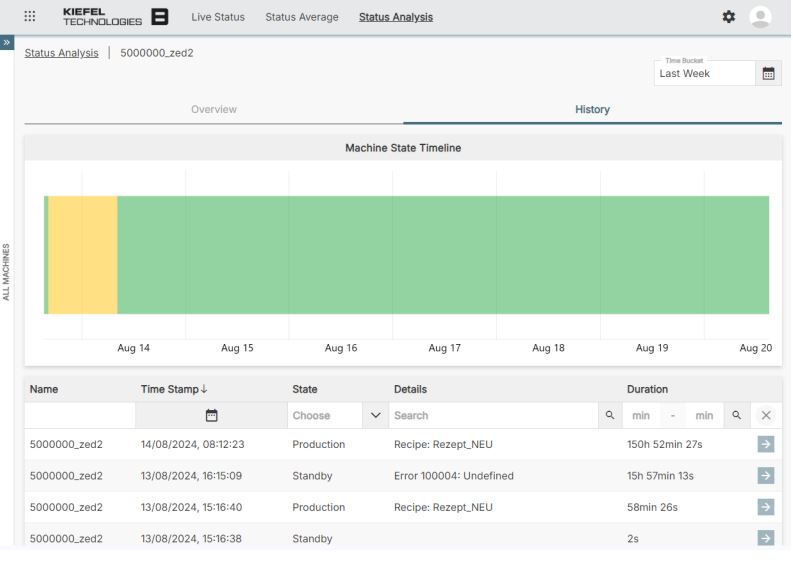 KIEFEL
TECHNOLOGIES
Live Status
Status Average
Status Analysis
Status Analysis
5000000_zed2
Time Bucket
Last Week
Overview
History
Machine State Timeline
ALL MACHINES
Aug 14 Aug 15 Aug 16 Aug 17 Aug 18 Aug 19 Aug 20
Name Time Stamp State Details Duration
Choose Search min - min
5000000_zed2 14/08/2024, 08:12:23 Production Recipe: Rezept_NEU 150h 52min 27s
5000000_zed2 13/08/2024, 16:15:09 Standby Error 100004: Undefined 15h 57min 13s
5000000_zed2 13/08/2024, 15:16:40 Production Recipe: Rezept_NEU 58min 26s
5000000_zed2 13/08/2024, 15:16:38 Standby 2s